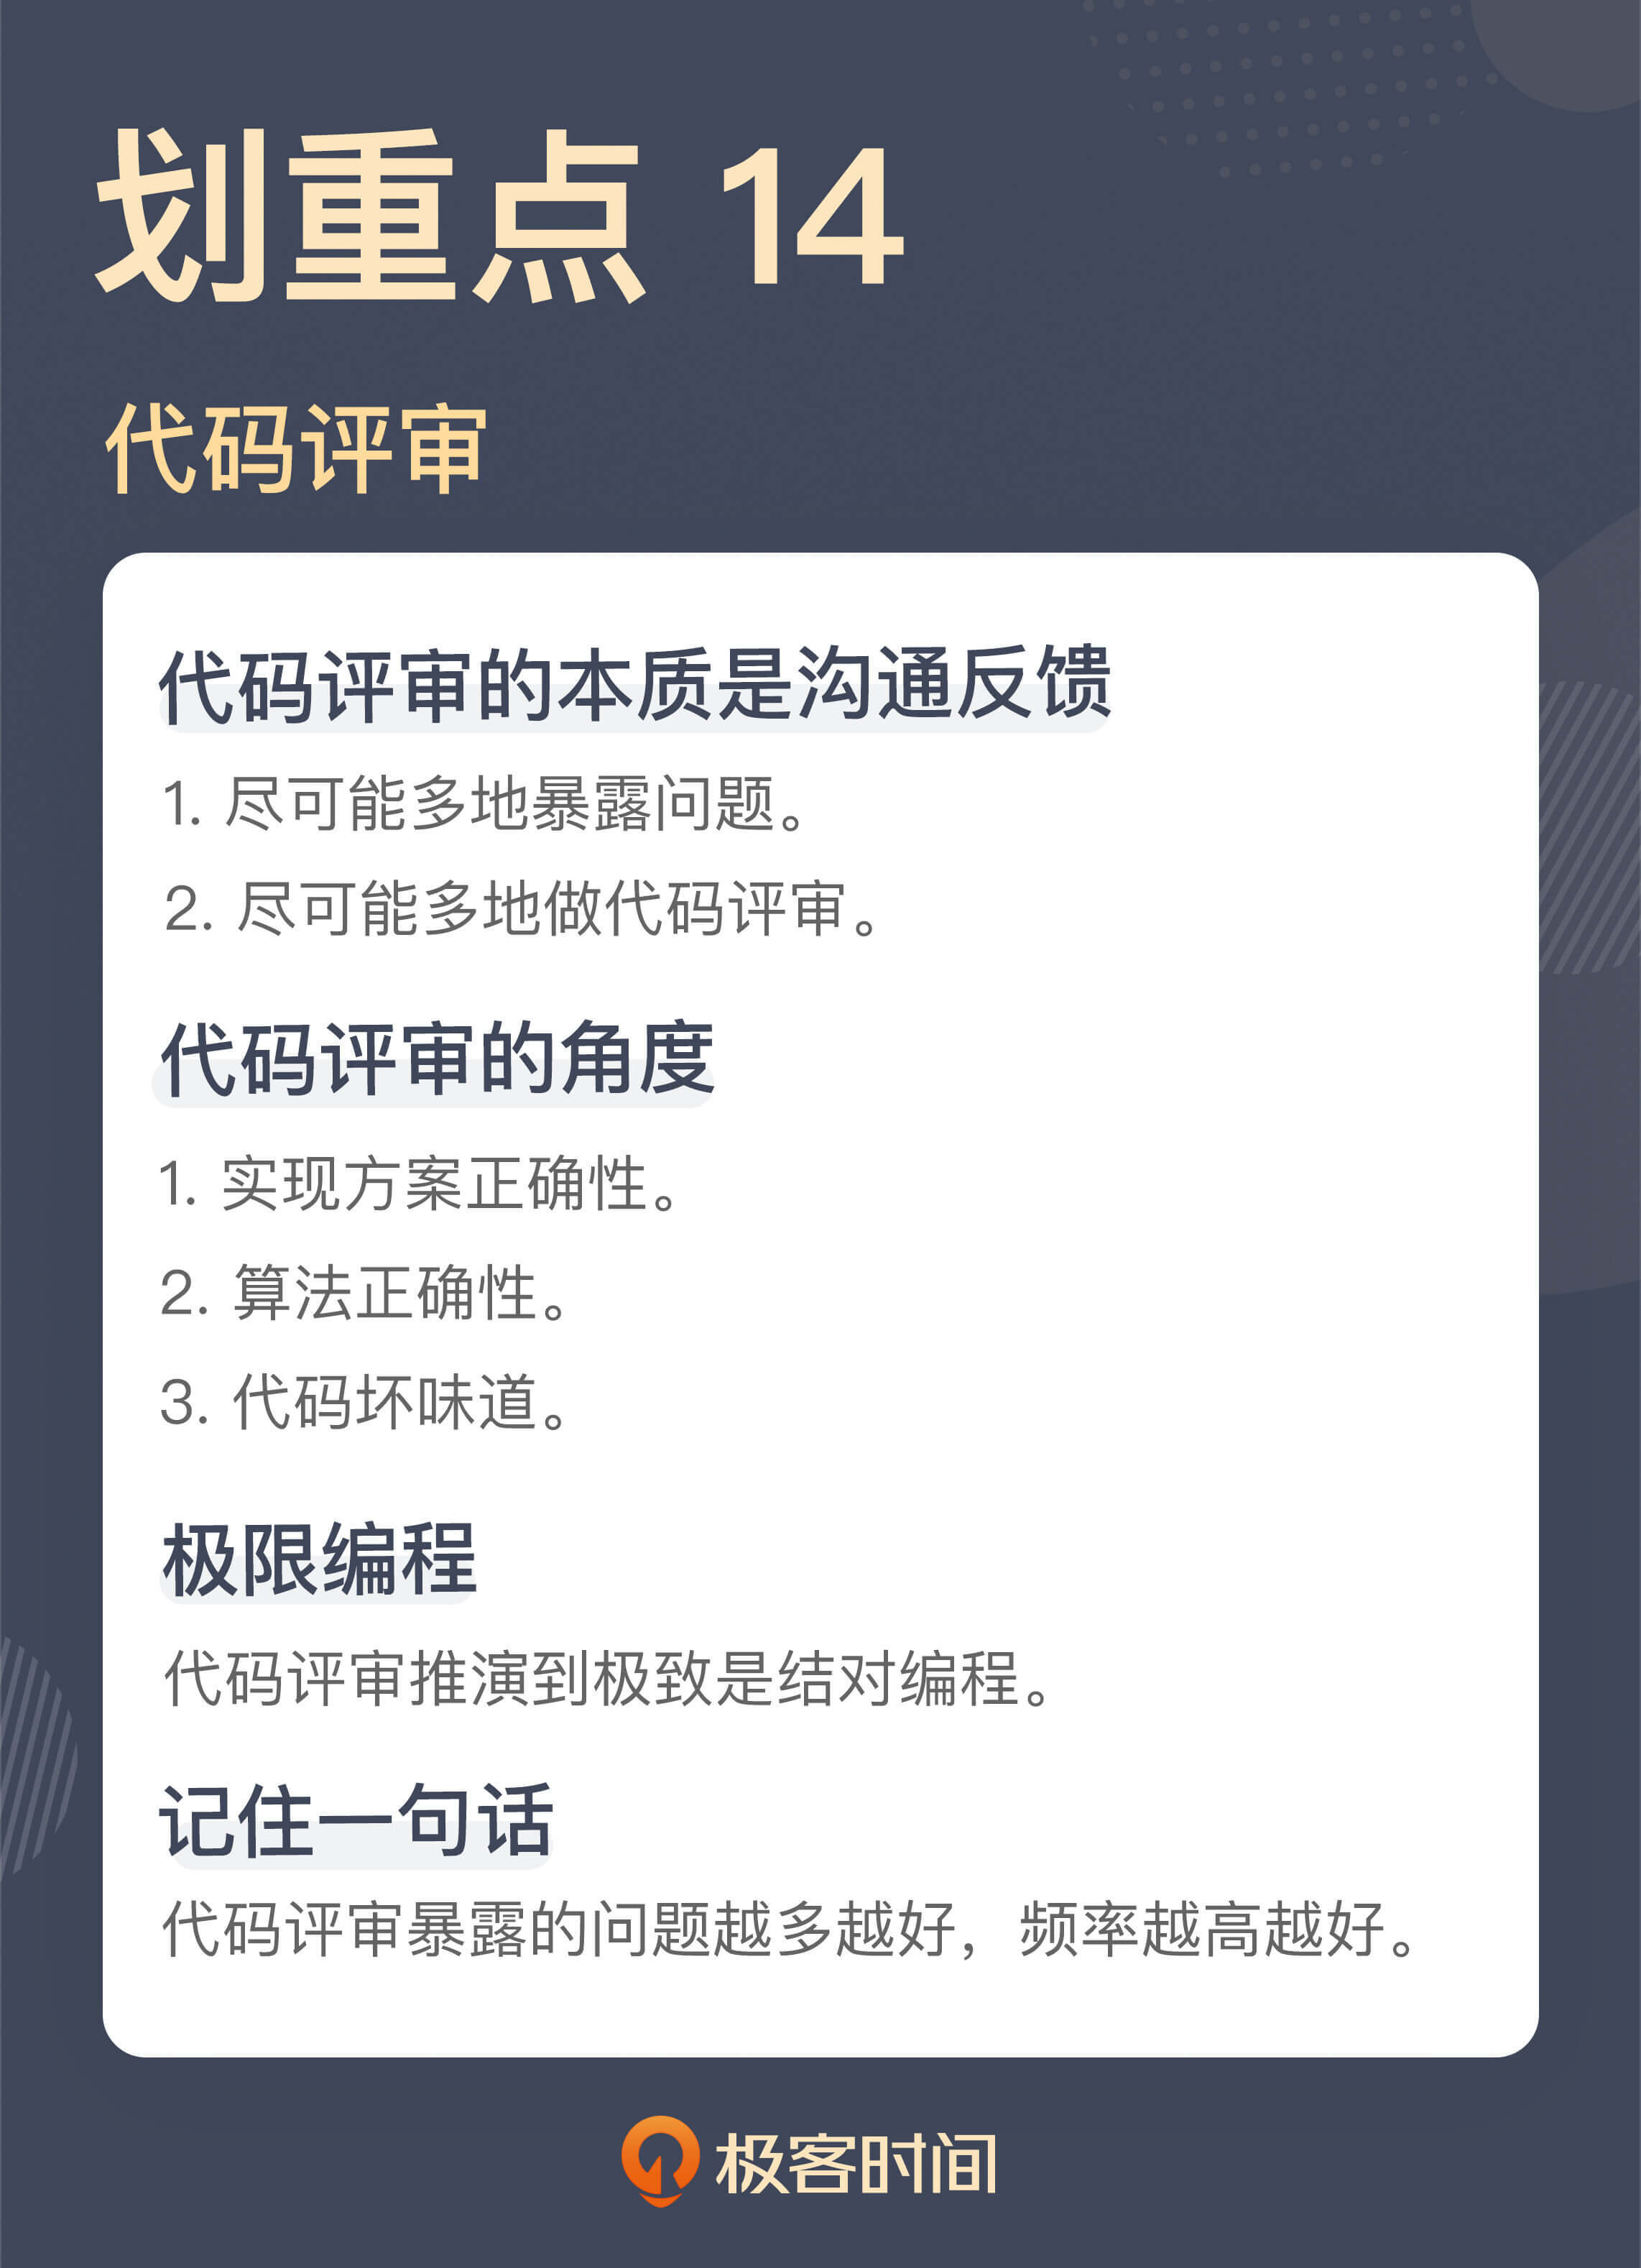 划重点 14
代码评审
代码评审的本质是沟通反馈
1. 尽可能多地暴露问题。
2. 尽可能多地做代码评审。
代码评审的角度
1. 实现方案正确性。
2. 算法正确性。
3. 代码坏味道。
极限编程
代码评审推演到极致是结对编程。
记住一句话
代码评审暴露的问题越多越好，频率越高越好。
极客时间